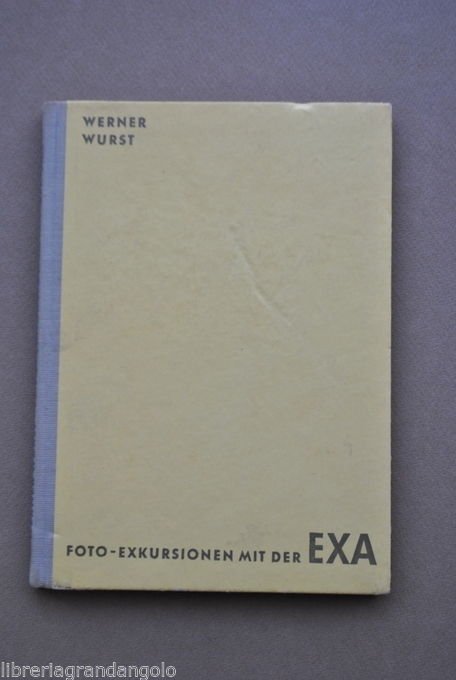 WERNER
WURST
FOTO-EXKURSIONEN MIT DER EXA
libreriagrandangolo